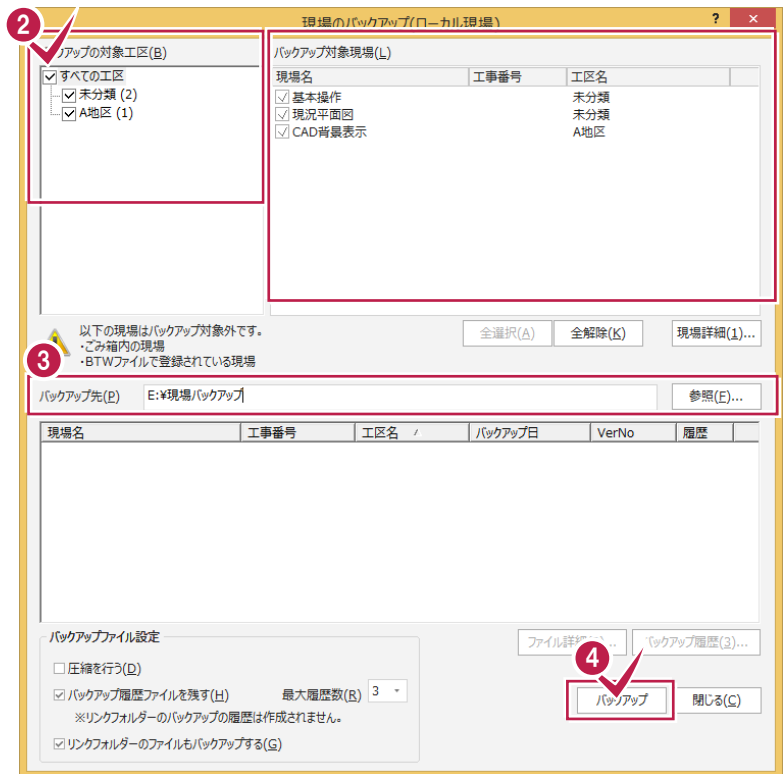 2
現場のバックアップ(ローカル現場)
? ×
バックアップの対象工区(B)
バックアップ対象現場(L)
すべての工区
未分類 (2)
A地区 (1)
現場名 工事番号 工区名
基本操作 未分類
現況平面図 未分類
CAD背景表示 A地区
以下の現場はバックアップ対象外です。
・ごみ箱内の現場
・BTWファイルで登録されている現場
全選択(A) 全解除(K) 現場詳細(1)...
3
バックアップ先(P) E:¥現場バックアップ 参照(F)...
現場名 工事番号 工区名 バックアップ日 VerNo 履歴
バックアップファイル設定
ファイル詳細 ... バックアップ履歴(3)...
4
圧縮を行う(D)
バックアップ履歴ファイルを残す(H) 最大履歴数(R) 3
※リンクフォルダーのバックアップの履歴は作成されません。
リンクフォルダーのファイルもバックアップする(G)
バックアップ 閉じる(C)